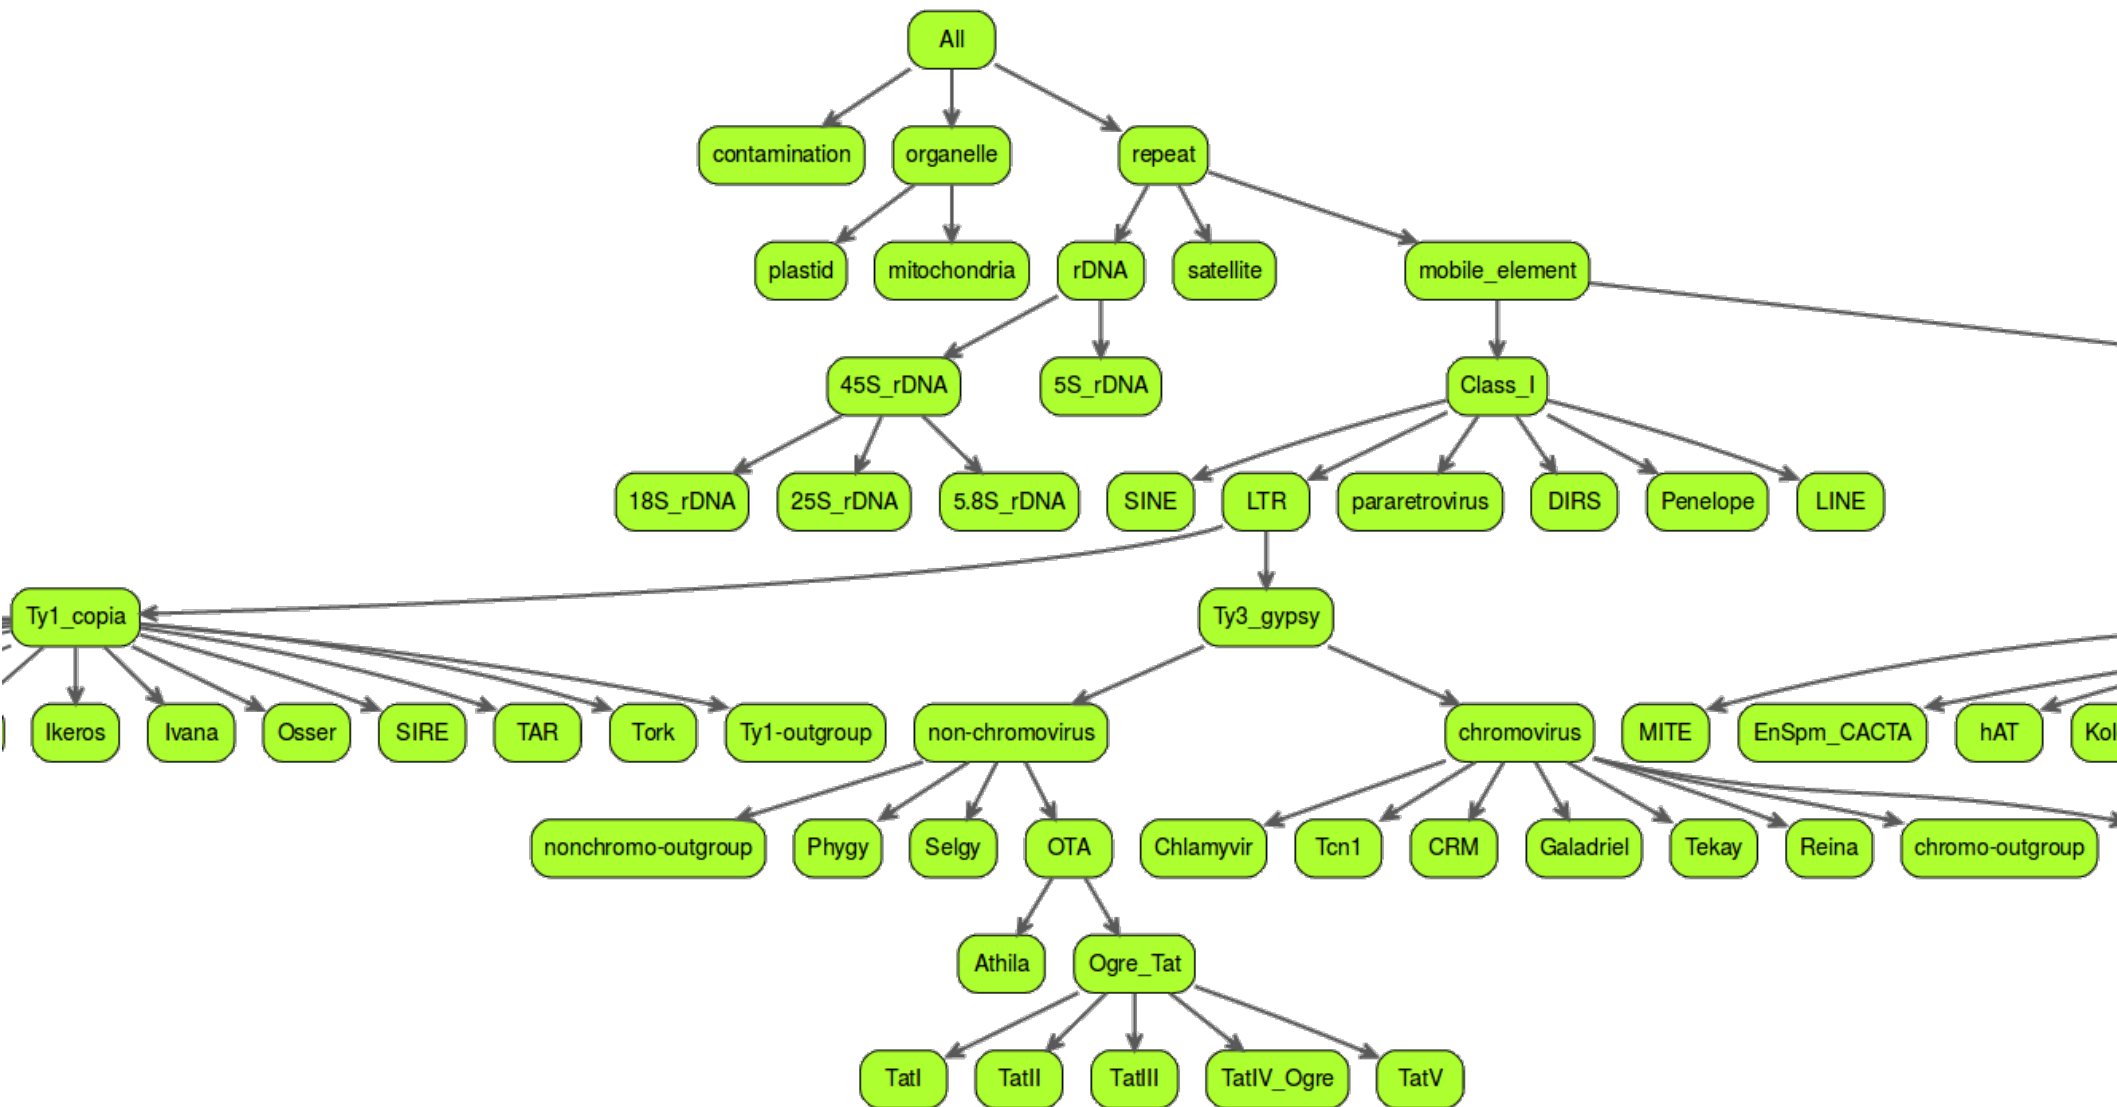 All
contamination organelle repeat
plastid mitochondria rDNA satellite mobile_element
45S_rDNA 5S_rDNA Class_I
18S_rDNA 25S_rDNA 5.8S_rDNA SINE LTR pararetrovirus DIRS Penelope LINE
Ty1_copia Ty3_gypsy
Ikeros Ivana Osser SIRE TAR Tork Ty1-outgroup non-chromovirus chromovirus MITE EnSpm_CACTA hAT Kol
nonchromo-outgroup Phygy Selgy OTA Chlamyvir Tcn1 CRM Galadriel Tekay Reina chromo-outgroup
Athila Ogre_Tat
TatI TatII TatIII TatIV_Ogre TatV